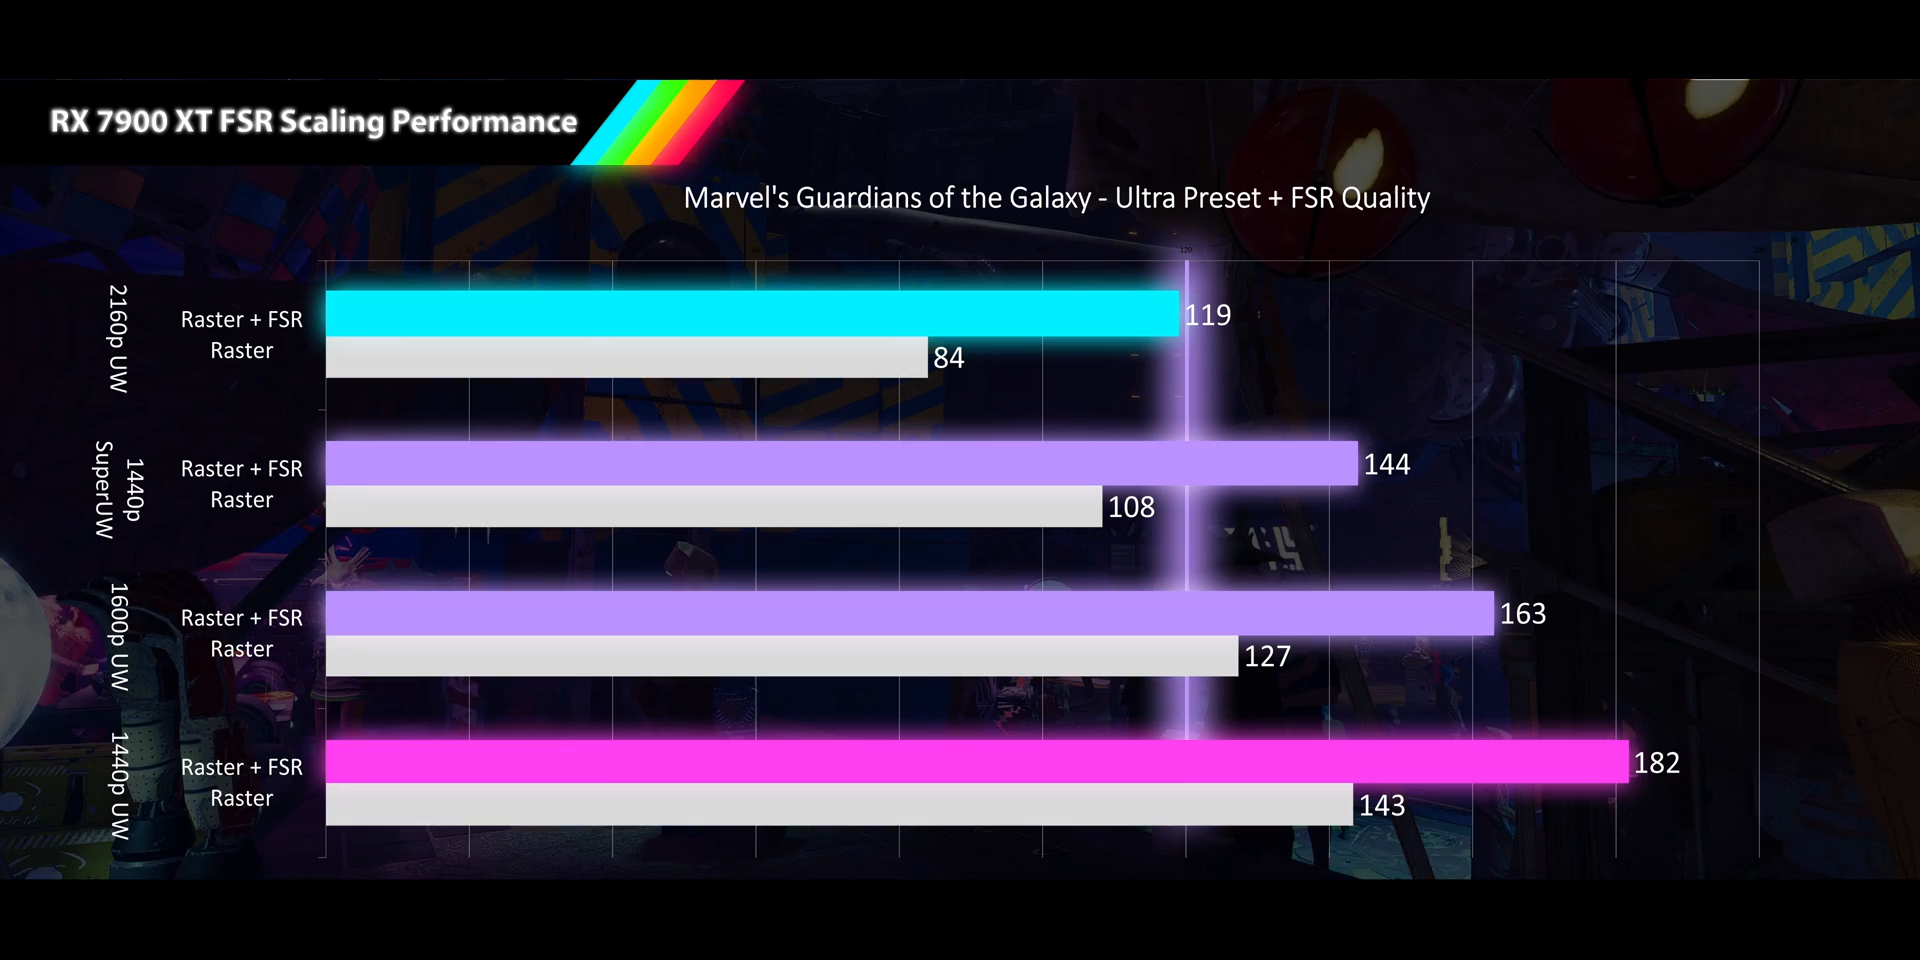 RX 7900 XT FSR Scaling Performance
Marvel's Guardians of the Galaxy - Ultra Preset + FSR Quality
120
2160p UW
Raster + FSR
119
Raster
84
1440p
SuperUW
Raster + FSR
144
Raster
108
1600p UW
Raster + FSR
163
Raster
127
1440p UW
Raster + FSR
182
Raster
143